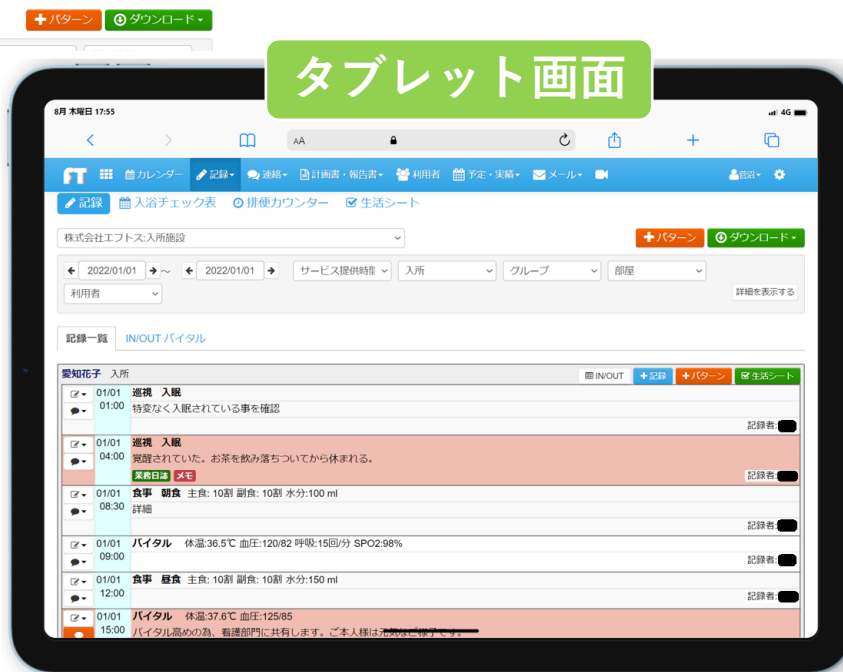 パターン ダウンロード
タブレット画面
8月 木曜日 17:55 4G
AA
fT カレンダー 記録 連絡 計画書・報告書 利用者 予定・実績 メール 菅沼
記録 入浴チェック表 排便カウンター 生活シート
株式会社エフトス:入所施設 パターン ダウンロード
2022/01/01 ～ 2022/01/01 サービス提供時間 入所 グループ 部屋
利用者 詳細を表示する
記録一覧 IN/OUT バイタル
愛知花子 入所 IN/OUT +記録 +パターン 生活シート
01/01 巡視 入眠
01:00 特変なく入眠されている事を確認
記録者:
01/01 巡視 入眠
04:00 覚醒されていた。お茶を飲み落ちついてから休まれる。
業務日誌 メモ 記録者:
01/01 食事 朝食 主食: 10割 副食: 10割 水分:100 ml
08:30 詳細
記録者:
01/01 バイタル 体温:36.5℃ 血圧:120/82 呼吸:15回/分 SPO2:98%
09:00
記録者:
01/01 食事 昼食 主食: 10割 副食: 10割 水分:150 ml
12:00
記録者:
01/01 バイタル 体温:37.6℃ 血圧:125/85
15:00 バイタル高めの為、看護部門に共有します。ご本人様は元気なご様子です。